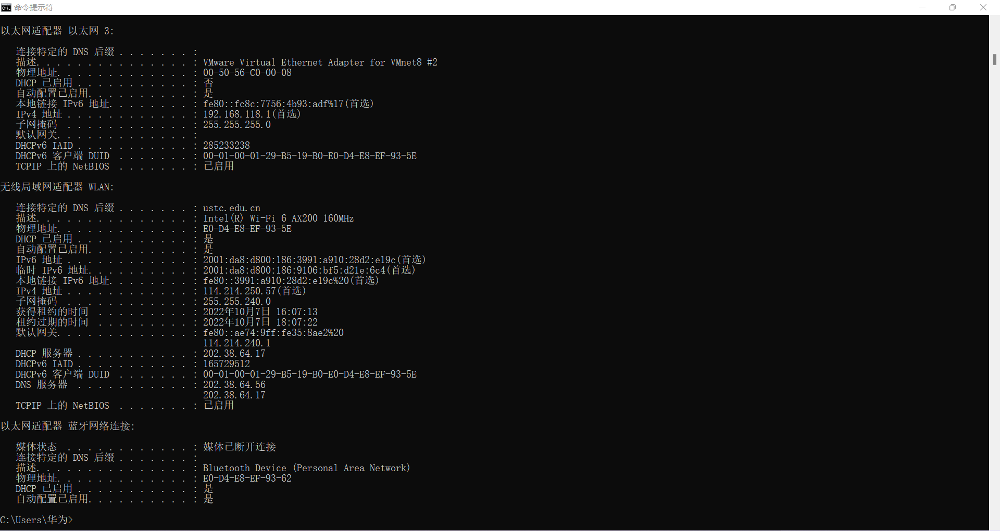 命令提示符
以太网适配器 以太网 3:
连接特定的 DNS 后缀 . . . . . . . :
描述. . . . . . . . . . . . . . . : VMware Virtual Ethernet Adapter for VMnet8 #2
物理地址. . . . . . . . . . . . . : 00-50-56-C0-00-08
DHCP 已启用 . . . . . . . . . . . : 否
自动配置已启用. . . . . . . . . . : 是
本地链接 IPv6 地址. . . . . . . . : fe80::fc8c:7756:4b93:adf%17(首选)
IPv4 地址 . . . . . . . . . . . . : 192.168.118.1(首选)
子网掩码  . . . . . . . . . . . . : 255.255.255.0
默认网关. . . . . . . . . . . . . :
DHCPv6 IAID . . . . . . . . . . . : 285233238
DHCPv6 客户端 DUID  . . . . . . . : 00-01-00-01-29-B5-19-B0-E0-D4-E8-EF-93-5E
TCPIP 上的 NetBIOS  . . . . . . . : 已启用
无线局域网适配器 WLAN:
连接特定的 DNS 后缀 . . . . . . . : ustc.edu.cn
描述. . . . . . . . . . . . . . . : Intel(R) Wi-Fi 6 AX200 160MHz
物理地址. . . . . . . . . . . . . : E0-D4-E8-EF-93-5E
DHCP 已启用 . . . . . . . . . . . : 是
自动配置已启用. . . . . . . . . . : 是
IPv6 地址 . . . . . . . . . . . . : 2001:da8:d800:186:3991:a910:28d2:e19c(首选)
临时 IPv6 地址. . . . . . . . . . : 2001:da8:d800:186:9106:bf5:d21e:6c4(首选)
本地链接 IPv6 地址. . . . . . . . : fe80::3991:a910:28d2:e19c%20(首选)
IPv4 地址 . . . . . . . . . . . . : 114.214.250.57(首选)
子网掩码  . . . . . . . . . . . . : 255.255.240.0
获得租约的时间  . . . . . . . . . : 2022年10月7日 16:07:13
租约过期的时间  . . . . . . . . . : 2022年10月7日 18:07:22
默认网关. . . . . . . . . . . . . : fe80::ae74:9ff:fe35:8ae2%20
114.214.240.1
DHCP 服务器 . . . . . . . . . . . : 202.38.64.17
DHCPv6 IAID . . . . . . . . . . . : 165729512
DHCPv6 客户端 DUID  . . . . . . . : 00-01-00-01-29-B5-19-B0-E0-D4-E8-EF-93-5E
DNS 服务器  . . . . . . . . . . . : 202.38.64.56
202.38.64.17
TCPIP 上的 NetBIOS  . . . . . . . : 已启用
以太网适配器 蓝牙网络连接:
媒体状态  . . . . . . . . . . . . : 媒体已断开连接
连接特定的 DNS 后缀 . . . . . . . :
描述. . . . . . . . . . . . . . . : Bluetooth Device (Personal Area Network)
物理地址. . . . . . . . . . . . . : E0-D4-E8-EF-93-62
DHCP 已启用 . . . . . . . . . . . : 是
自动配置已启用. . . . . . . . . . : 是
C:\Users\华为>